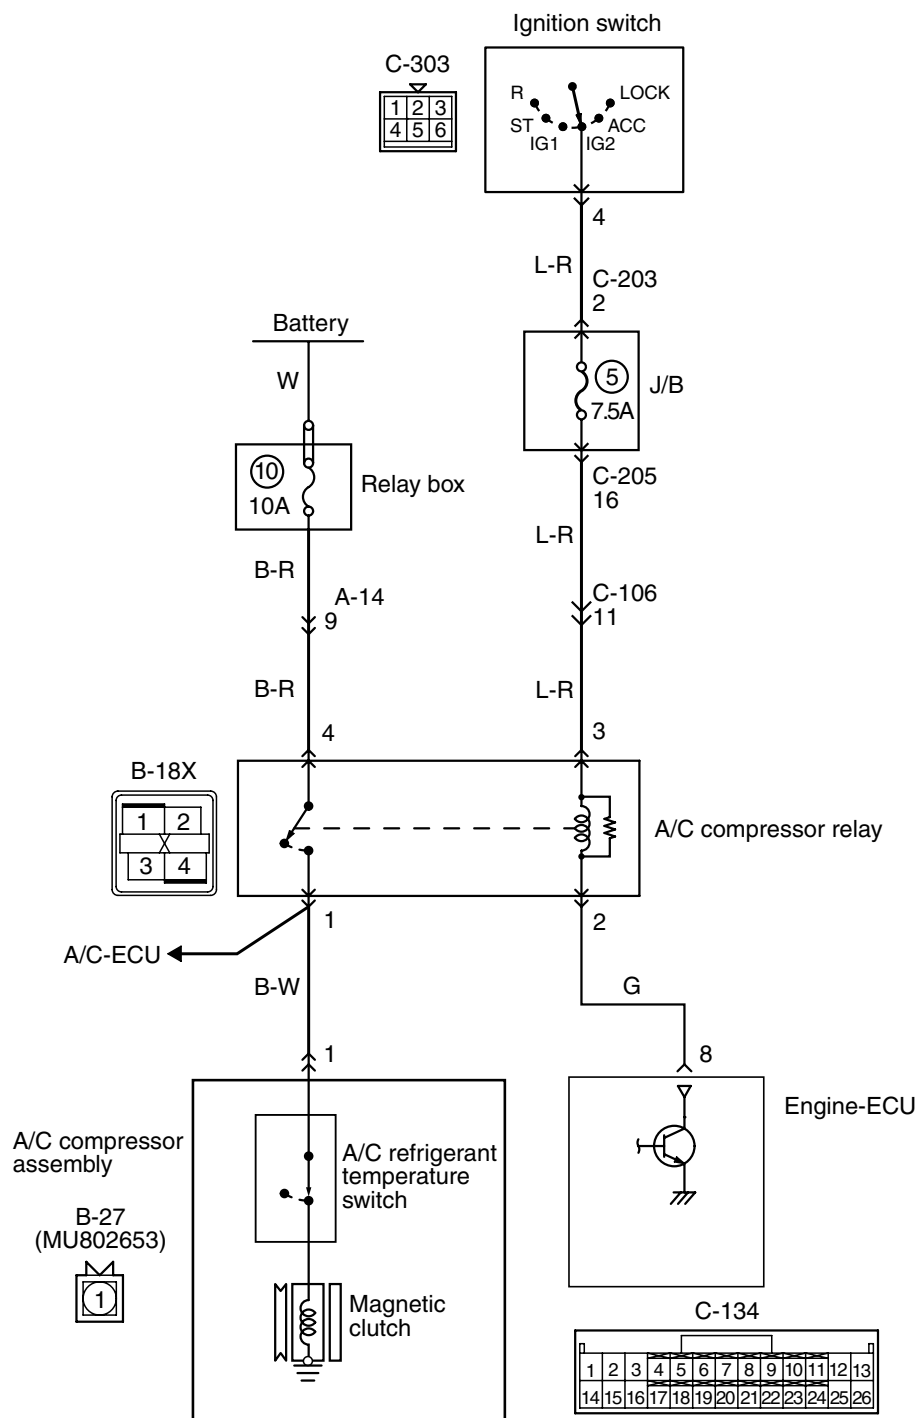 Ignition switch
C-303
1 2 3
4 5 6
R
LOCK
ST
ACC
IG1
IG2
4
L-R
C-203
2
Battery
W
5
7.5A
J/B
10
10A
Relay box
C-205
16
L-R
B-R
A-14
9
C-106
11
B-R
L-R
4
3
B-18X
1 2
3 4
A/C compressor relay
1
2
A/C-ECU
B-W
G
1
8
Engine-ECU
A/C compressor
assembly
A/C refrigerant
temperature
switch
B-27
(MU802653)
1
Magnetic
clutch
C-134
1 2 3 4 5 6 7 8 9 10 11 12 13
14 15 16 17 18 19 20 21 22 23 24 25 26